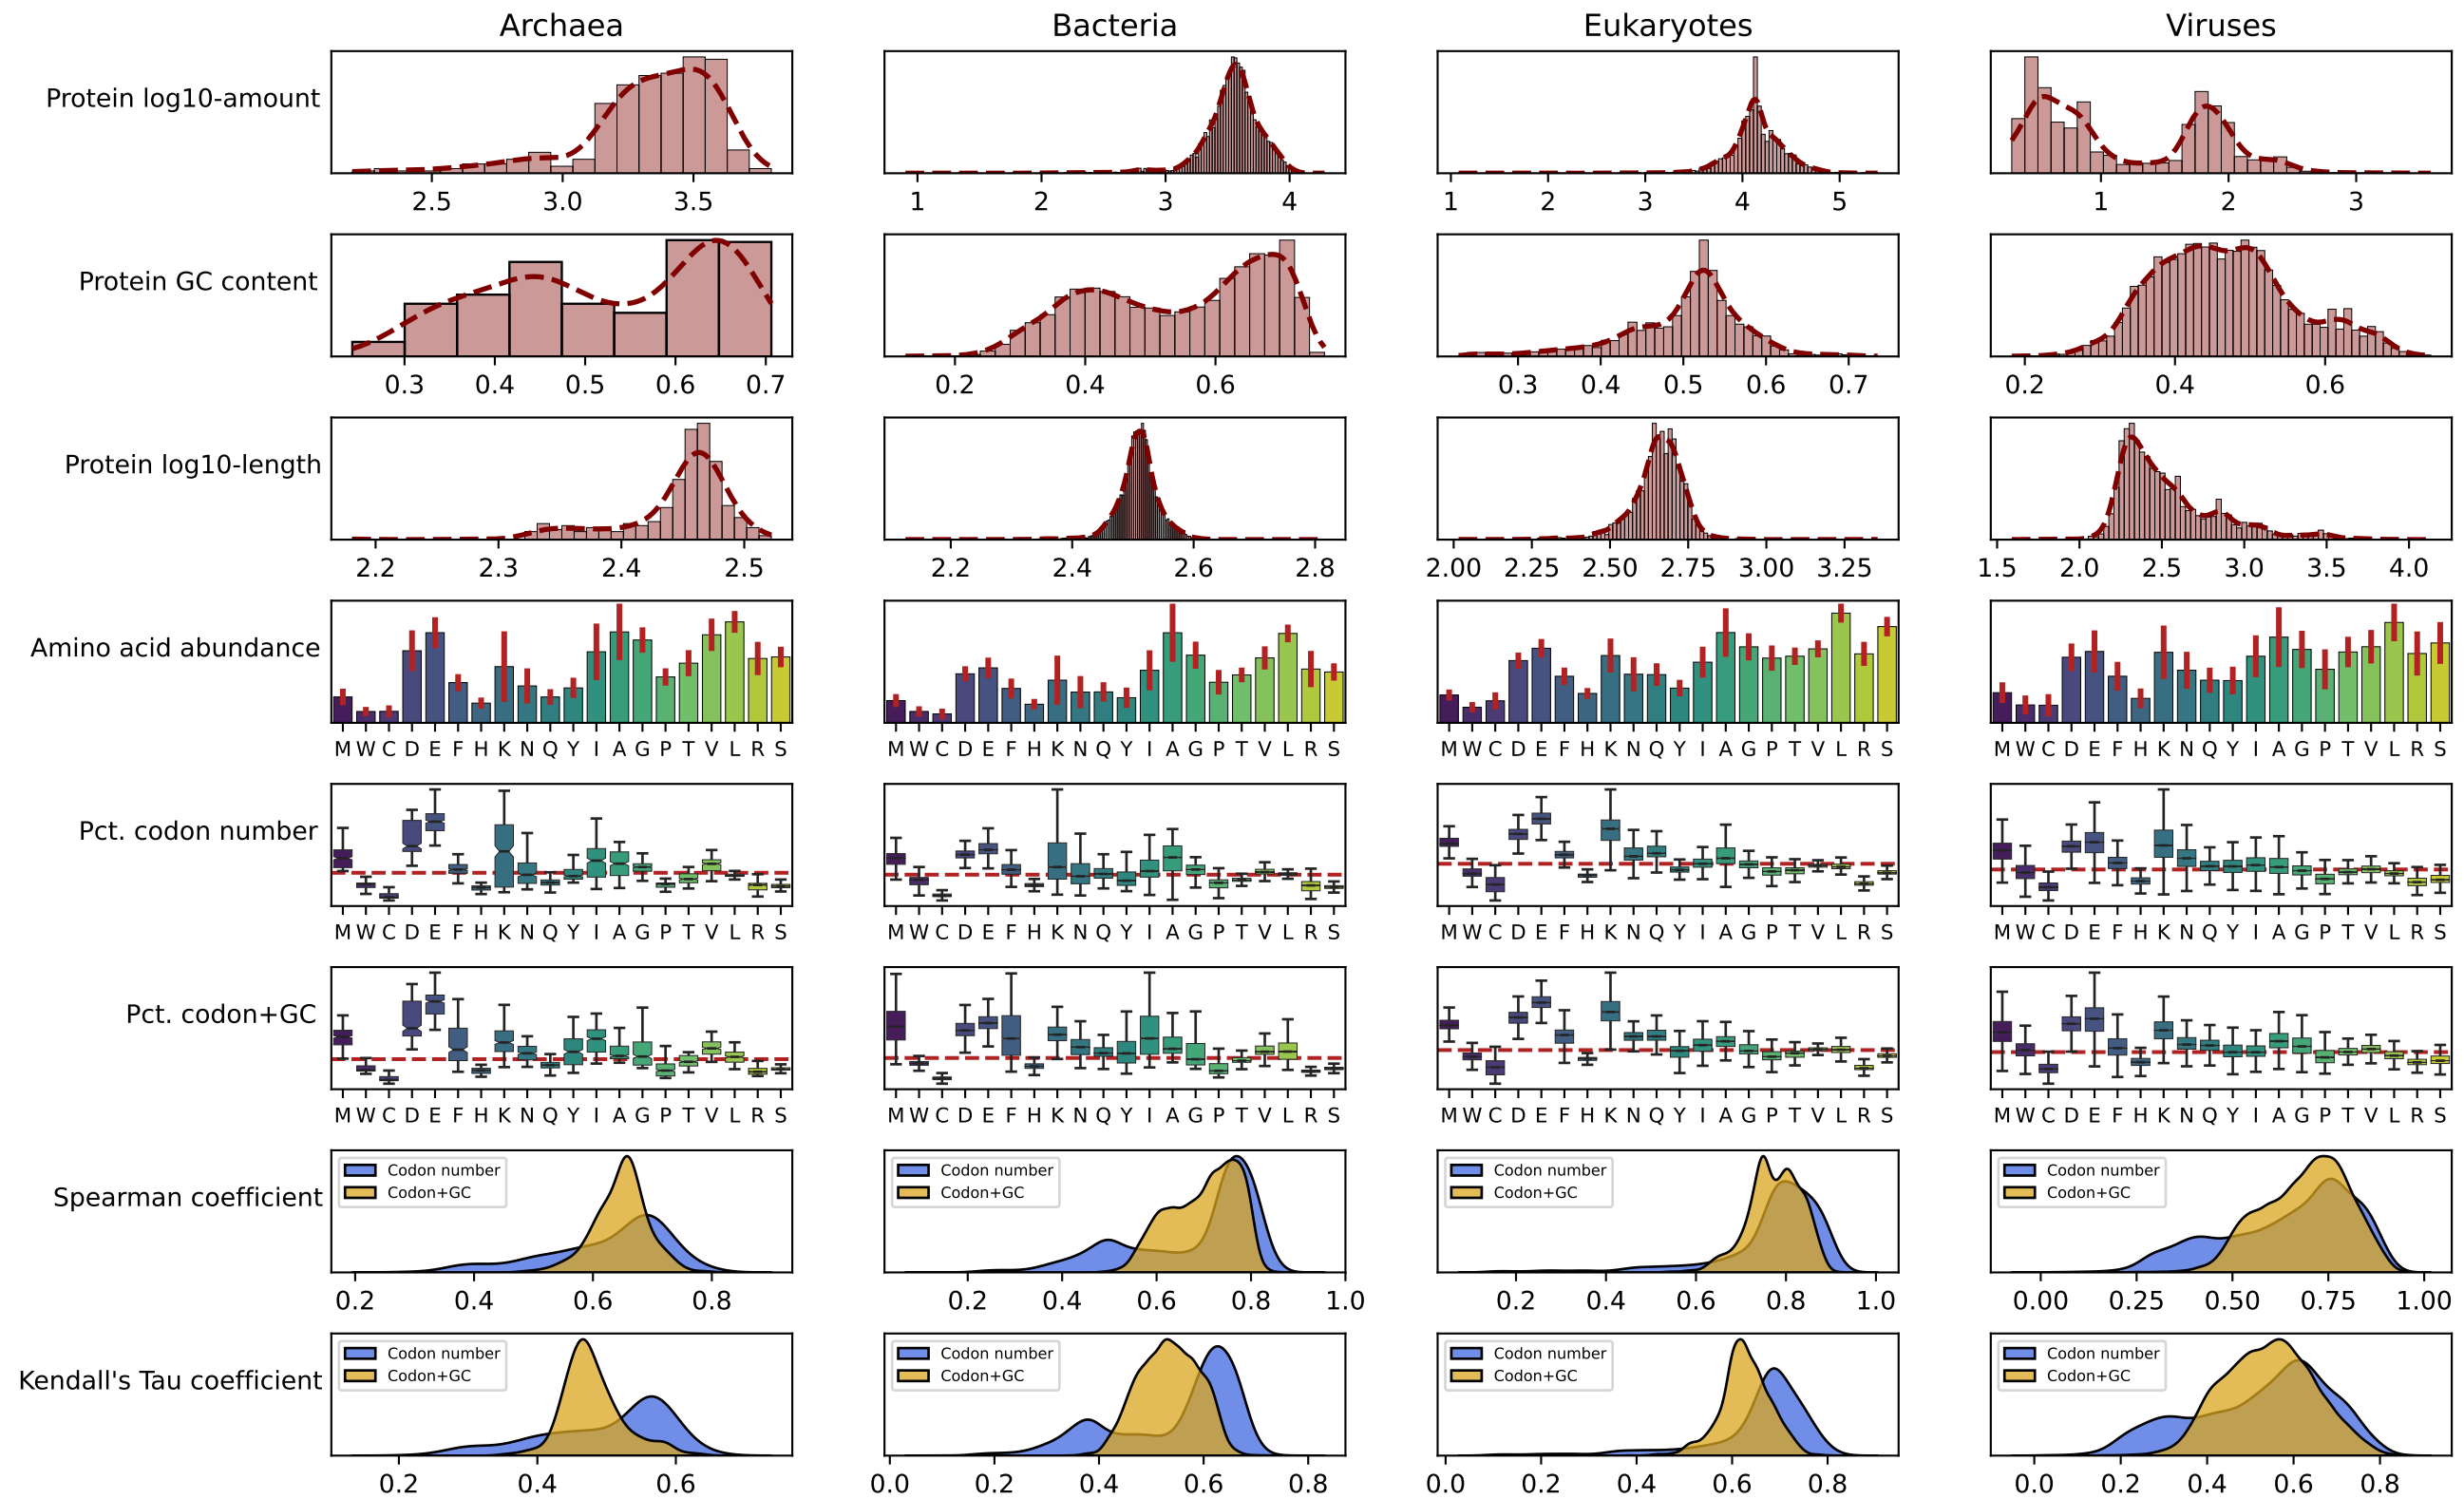 Archaea Bacteria Eukaryotes Viruses
Protein log10-amount
2.5 3.0 3.5 1 2 3 4 1 2 3 4 5 1 2 3
Protein GC content
0.3 0.4 0.5 0.6 0.7 0.2 0.4 0.6 0.3 0.4 0.5 0.6 0.7 0.2 0.4 0.6
Protein log10-length
2.2 2.3 2.4 2.5 2.2 2.4 2.6 2.8 2.00 2.25 2.50 2.75 3.00 3.25 1.5 2.0 2.5 3.0 3.5 4.0
Amino acid abundance
M W C D E F H K N Q Y I A G P T V L R S M W C D E F H K N Q Y I A G P T V L R S M W C D E F H K N Q Y I A G P T V L R S M W C D E F H K N Q Y I A G P T V L R S
Pct. codon number
M W C D E F H K N Q Y I A G P T V L R S M W C D E F H K N Q Y I A G P T V L R S M W C D E F H K N Q Y I A G P T V L R S M W C D E F H K N Q Y I A G P T V L R S
Pct. codon+GC
M W C D E F H K N Q Y I A G P T V L R S M W C D E F H K N Q Y I A G P T V L R S M W C D E F H K N Q Y I A G P T V L R S M W C D E F H K N Q Y I A G P T V L R S
Codon number Codon number Codon number Codon number
Spearman coefficient
Codon+GC Codon+GC Codon+GC Codon+GC
0.2 0.4 0.6 0.8 0.2 0.4 0.6 0.8 1.0 0.2 0.4 0.6 0.8 1.0 0.00 0.25 0.50 0.75 1.00
Codon number Codon number Codon number Codon number
Kendall's Tau coefficient
Codon+GC Codon+GC Codon+GC Codon+GC
0.2 0.4 0.6 0.0 0.2 0.4 0.6 0.8 0.0 0.2 0.4 0.6 0.8 0.0 0.2 0.4 0.6 0.8